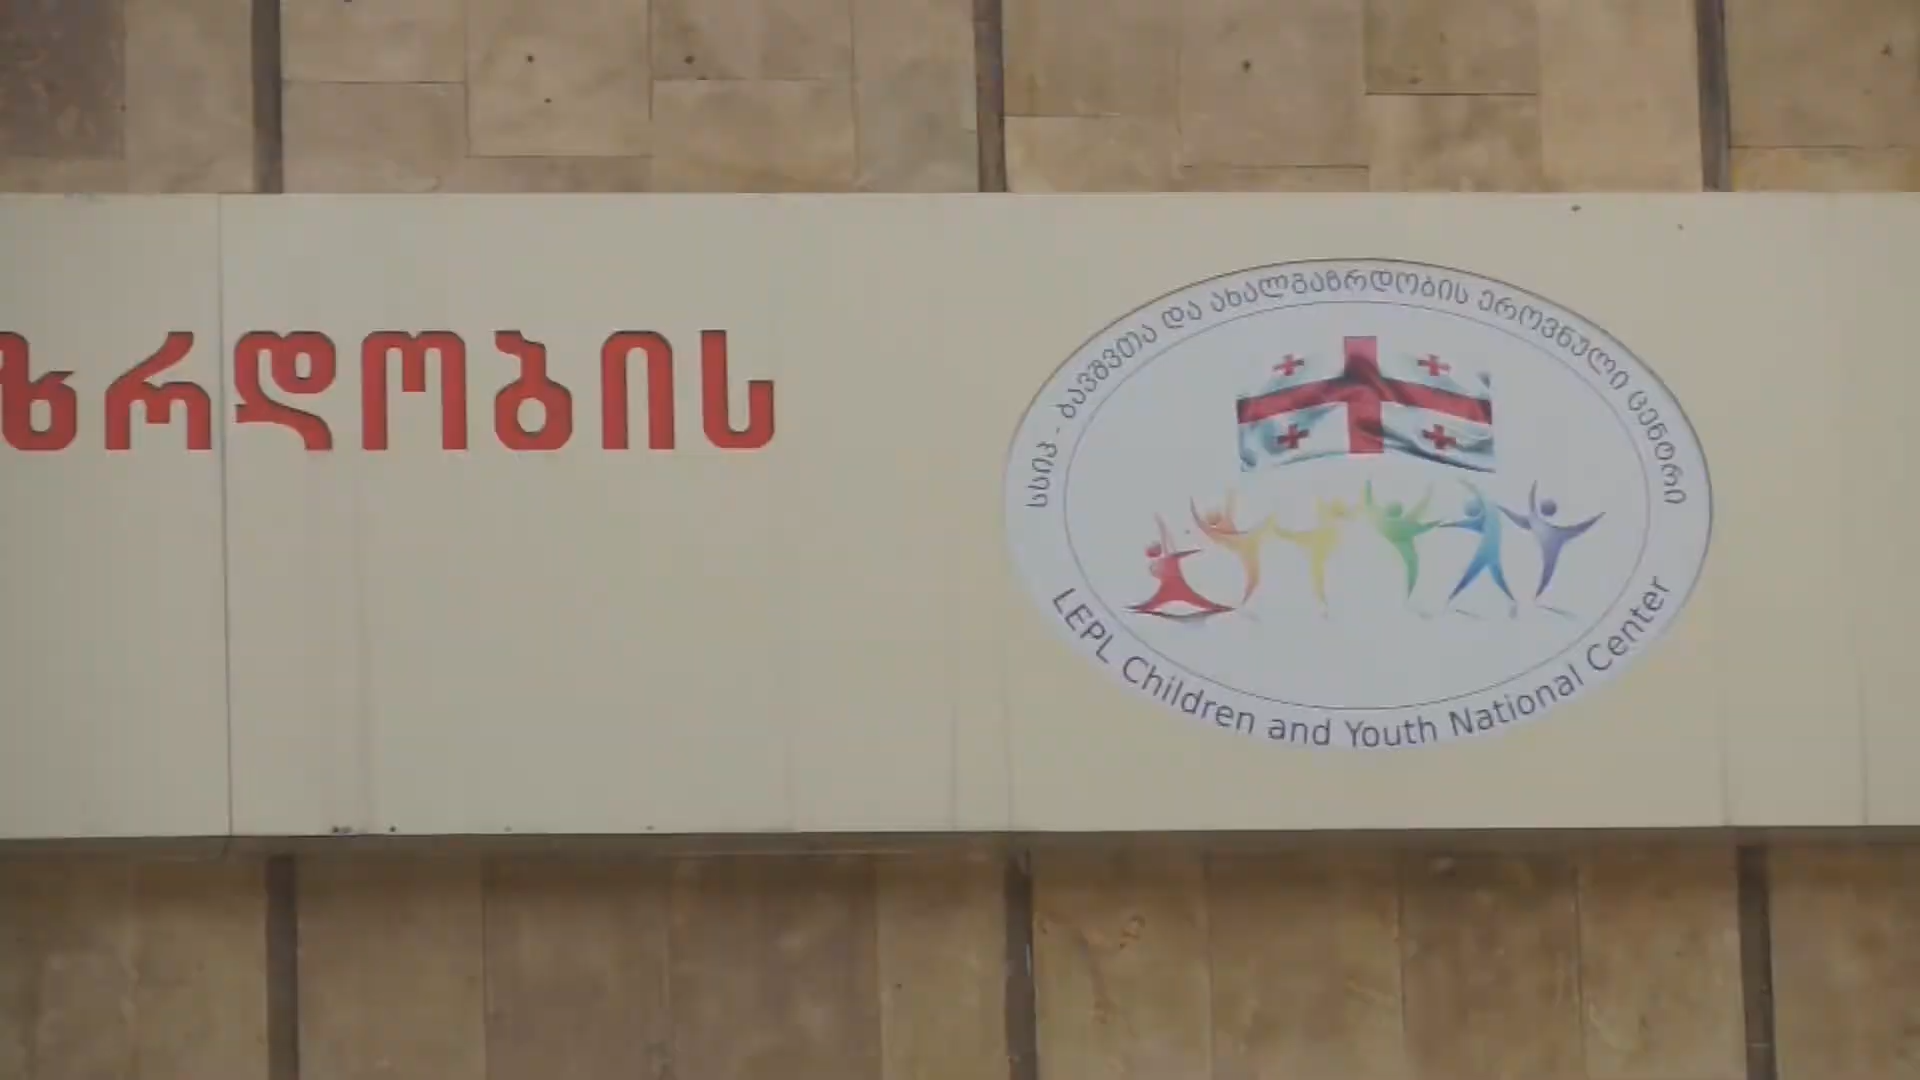 ზრდობის
სსიპ - ბავშვთა და ახალგაზრდობის ეროვნული ცენტრი
LEPL Children and Youth National Center